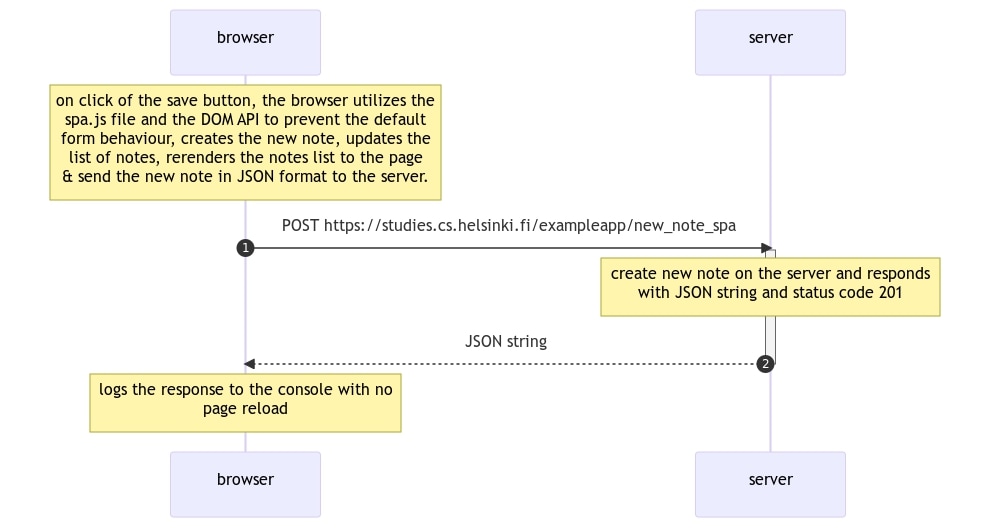 browser
server
on click of the save button, the browser utilizes the
spa.js file and the DOM API to prevent the default
form behaviour, creates the new note, updates the
list of notes, rerenders the notes list to the page
& send the new note in JSON format to the server.
POST https://studies.cs.helsinki.fi/exampleapp/new_note_spa
1
create new note on the server and responds
with JSON string and status code 201
JSON string
2
logs the response to the console with no
page reload
browser
server